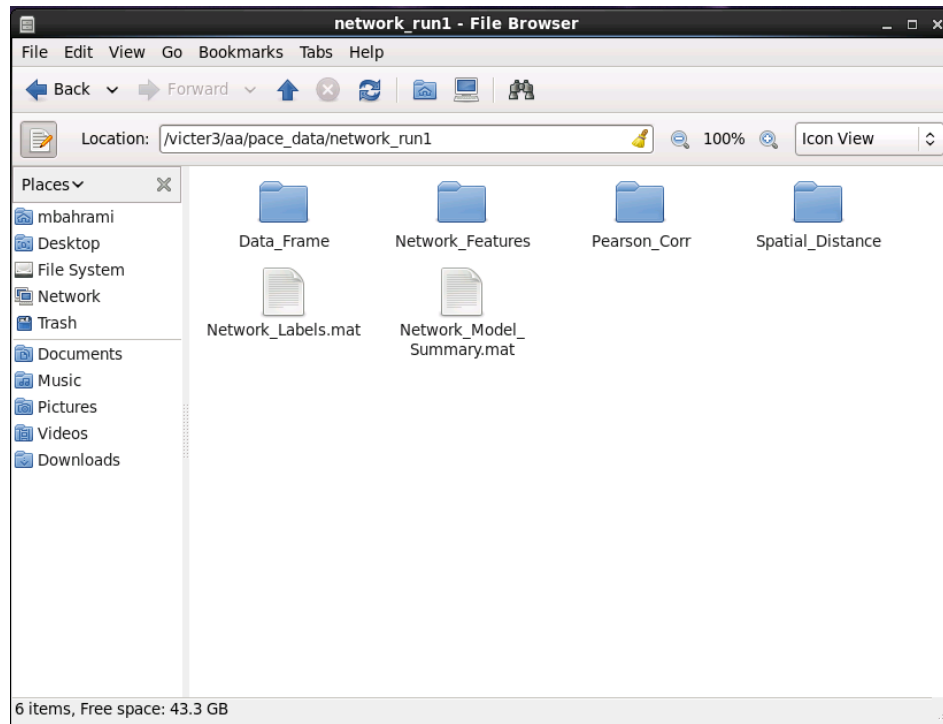 network_run1 - File Browser
File Edit View Go Bookmarks Tabs Help
Back Forward
Location: /victer3/aa/pace_data/network_run1 100% Icon View
Places
mbahrami
Desktop
File System
Network
Trash
Documents
Music
Pictures
Videos
Downloads
Data_Frame Network_Features Pearson_Corr Spatial_Distance
Network_Labels.mat Network_Model_
Summary.mat
6 items, Free space: 43.3 GB